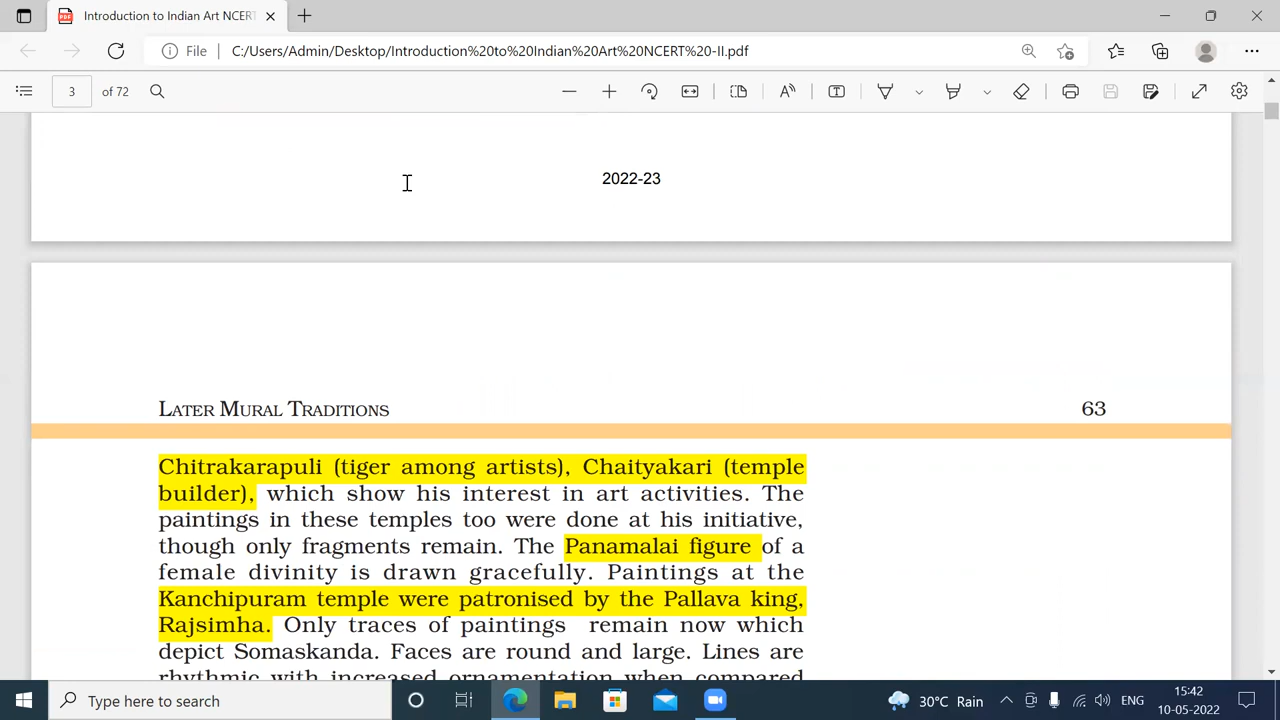 Introduction to Indian Art NCERT
File
C:/Users/Admin/Desktop/Introduction%20to%20Indian%20Art%20NCERT%20-II.pdf
3 of 72
2022-23
LATER MURAL TRADITIONS 63
Chitrakarapuli (tiger among artists), Chaityakari (temple
builder), which show his interest in art activities. The
paintings in these temples too were done at his initiative,
though only fragments remain. The Panamalai figure of a
female divinity is drawn gracefully. Paintings at the
Kanchipuram temple were patronised by the Pallava king,
Rajsimha. Only traces of paintings remain now which
depict Somaskanda. Faces are round and large. Lines are
rhythmic with increased ornamentation when compared
Type here to search
30°C Rain
ENG
15:42
10-05-2022